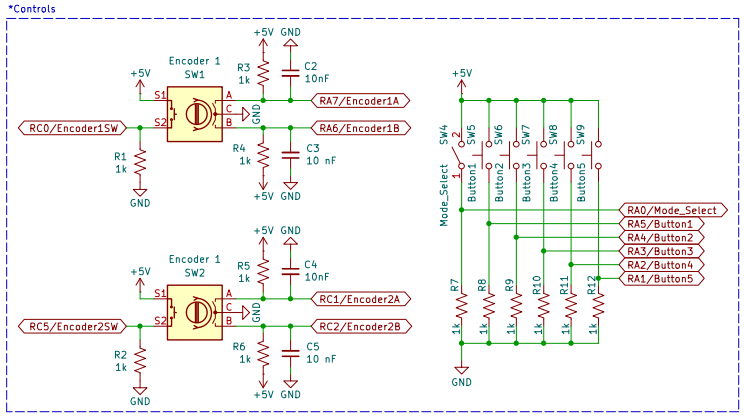 *Controls
Encoder 1
SW1
+5V
S1
S2
A
C
B
GND
RC0/Encoder1SW
R1
1k
GND
+5V
R3
1k
GND
C2
10nF
RA7/Encoder1A
RA6/Encoder1B
R4
1k
+5V
C3
10 nF
GND
Encoder 1
SW2
+5V
S1
S2
A
C
B
GND
RC5/Encoder2SW
R2
1k
GND
+5V
R5
1k
GND
C4
10nF
RC1/Encoder2A
RC2/Encoder2B
R6
1k
+5V
C5
10 nF
GND
+5V
SW4
2
1
Mode_Select
SW5
Button1
SW6
Button2
SW7
Button3
SW8
Button4
SW9
Button5
RA0/Mode_Select
RA5/Button1
RA4/Button2
RA3/Button3
RA2/Button4
RA1/Button5
R7
1k
R8
1k
R9
1k
R10
1k
R11
1k
R12
1k
GND